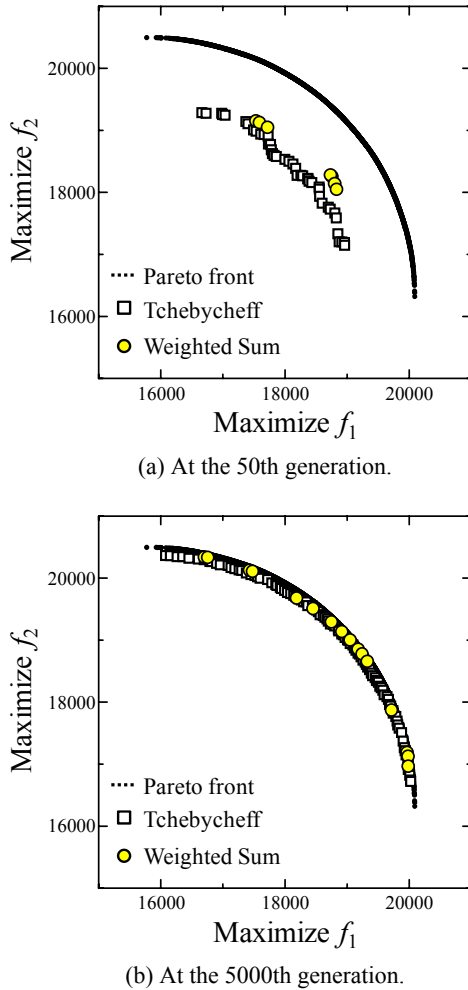 20000
18000
16000
Maximize f2
Pareto front
Tchebycheff
Weighted Sum
16000 18000 20000
Maximize f1
(a) At the 50th generation.
20000
18000
16000
Maximize f2
Pareto front
Tchebycheff
Weighted Sum
16000 18000 20000
Maximize f1
(b) At the 5000th generation.